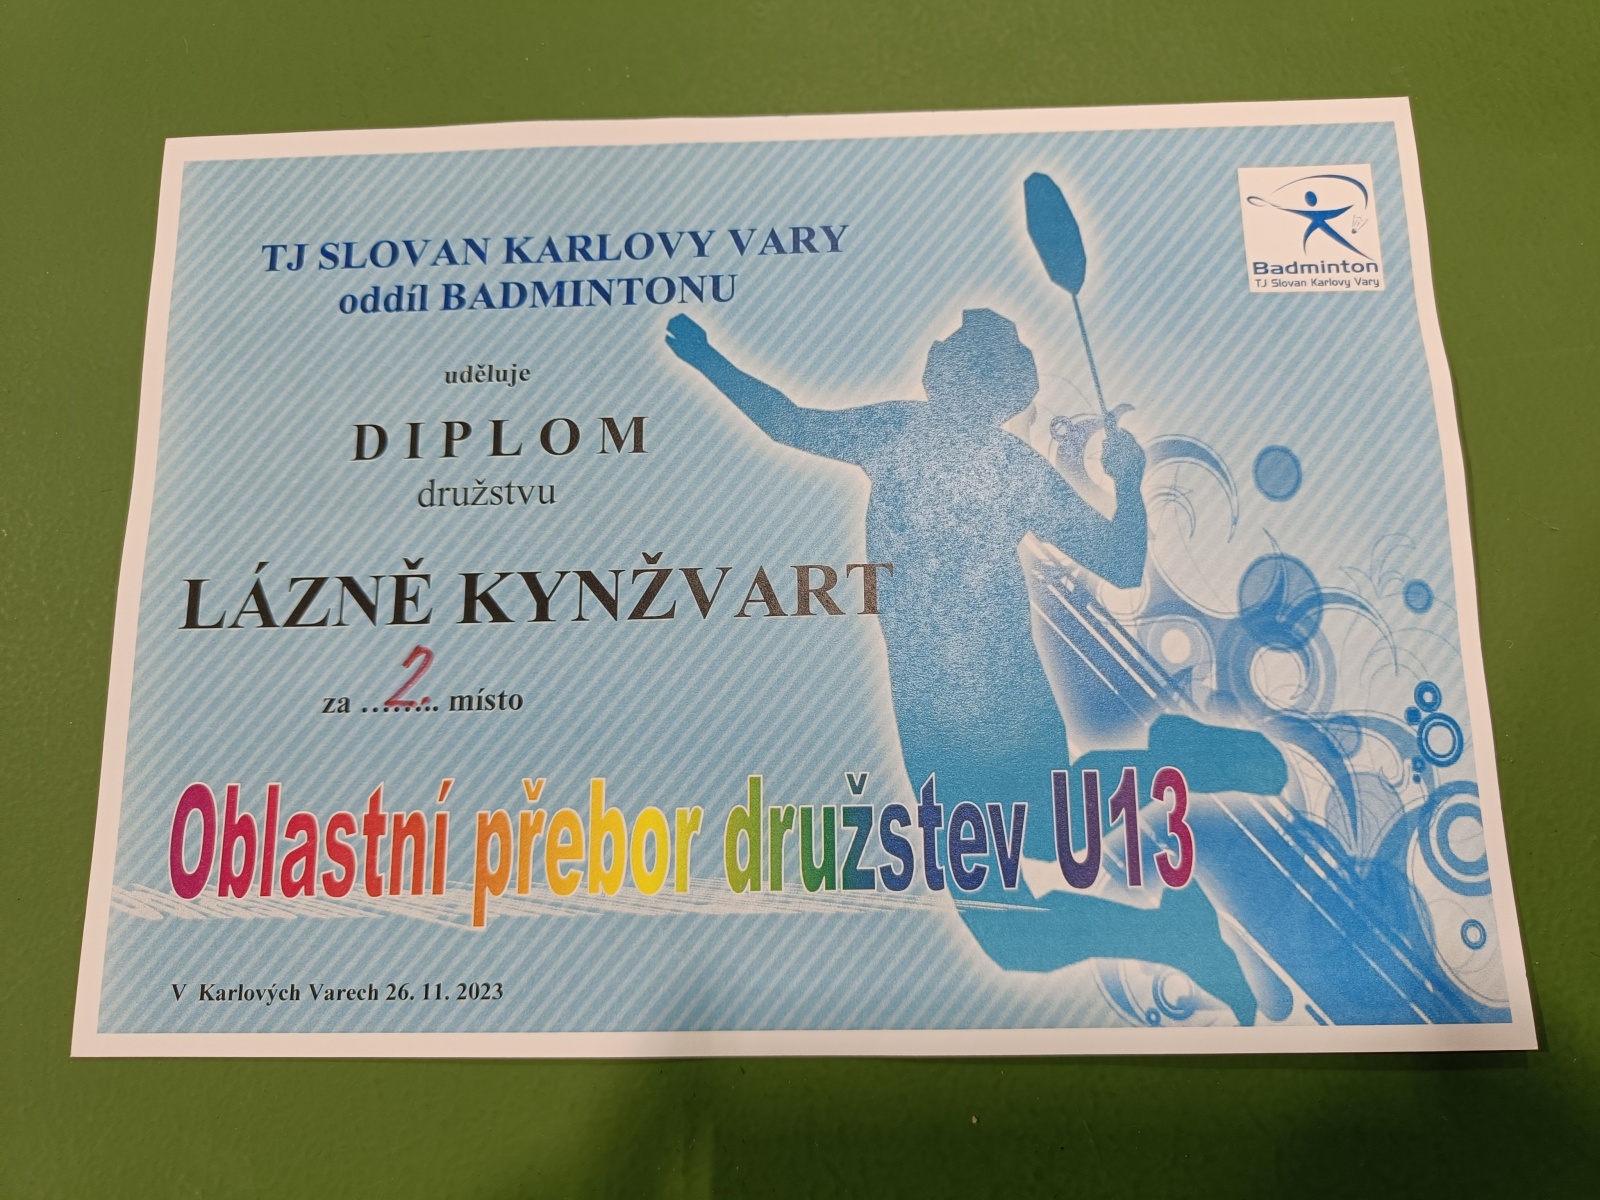 TJ SLOVAN KARLOVY VARY
oddíl BADMINTONU
uděluje
DIPLOM
družstvu
LÁZNĚ KYNŽVART
za ..2..... místo
Oblastní přebor družstev U13
V Karlových Varech 26. 11. 2023
Badminton
TJ Slovan Karlovy Vary